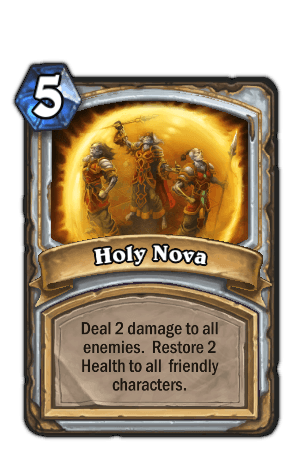 5
Holy Nova
Deal 2 damage to all
enemies. Restore 2
Health to all friendly
characters.